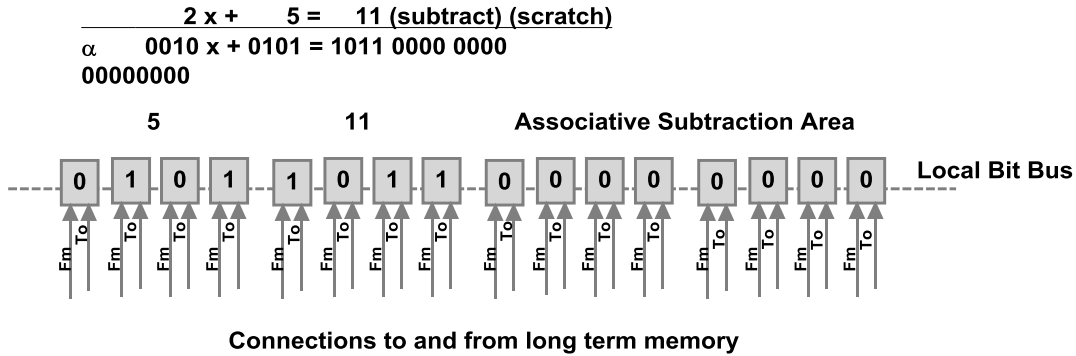 2 x + 5 = 11 (subtract) (scratch)
α 0010 x + 0101 = 1011 0000 0000
00000000
5 11 Associative Subtraction Area
0 1 0 1 1 0 1 1 0 0 0 0 0 0 0 0 Local Bit Bus
Fm To Fm To Fm To Fm To Fm To Fm To Fm To Fm To Fm To Fm To Fm To Fm To Fm To Fm To Fm To Fm To
Connections to and from long term memory